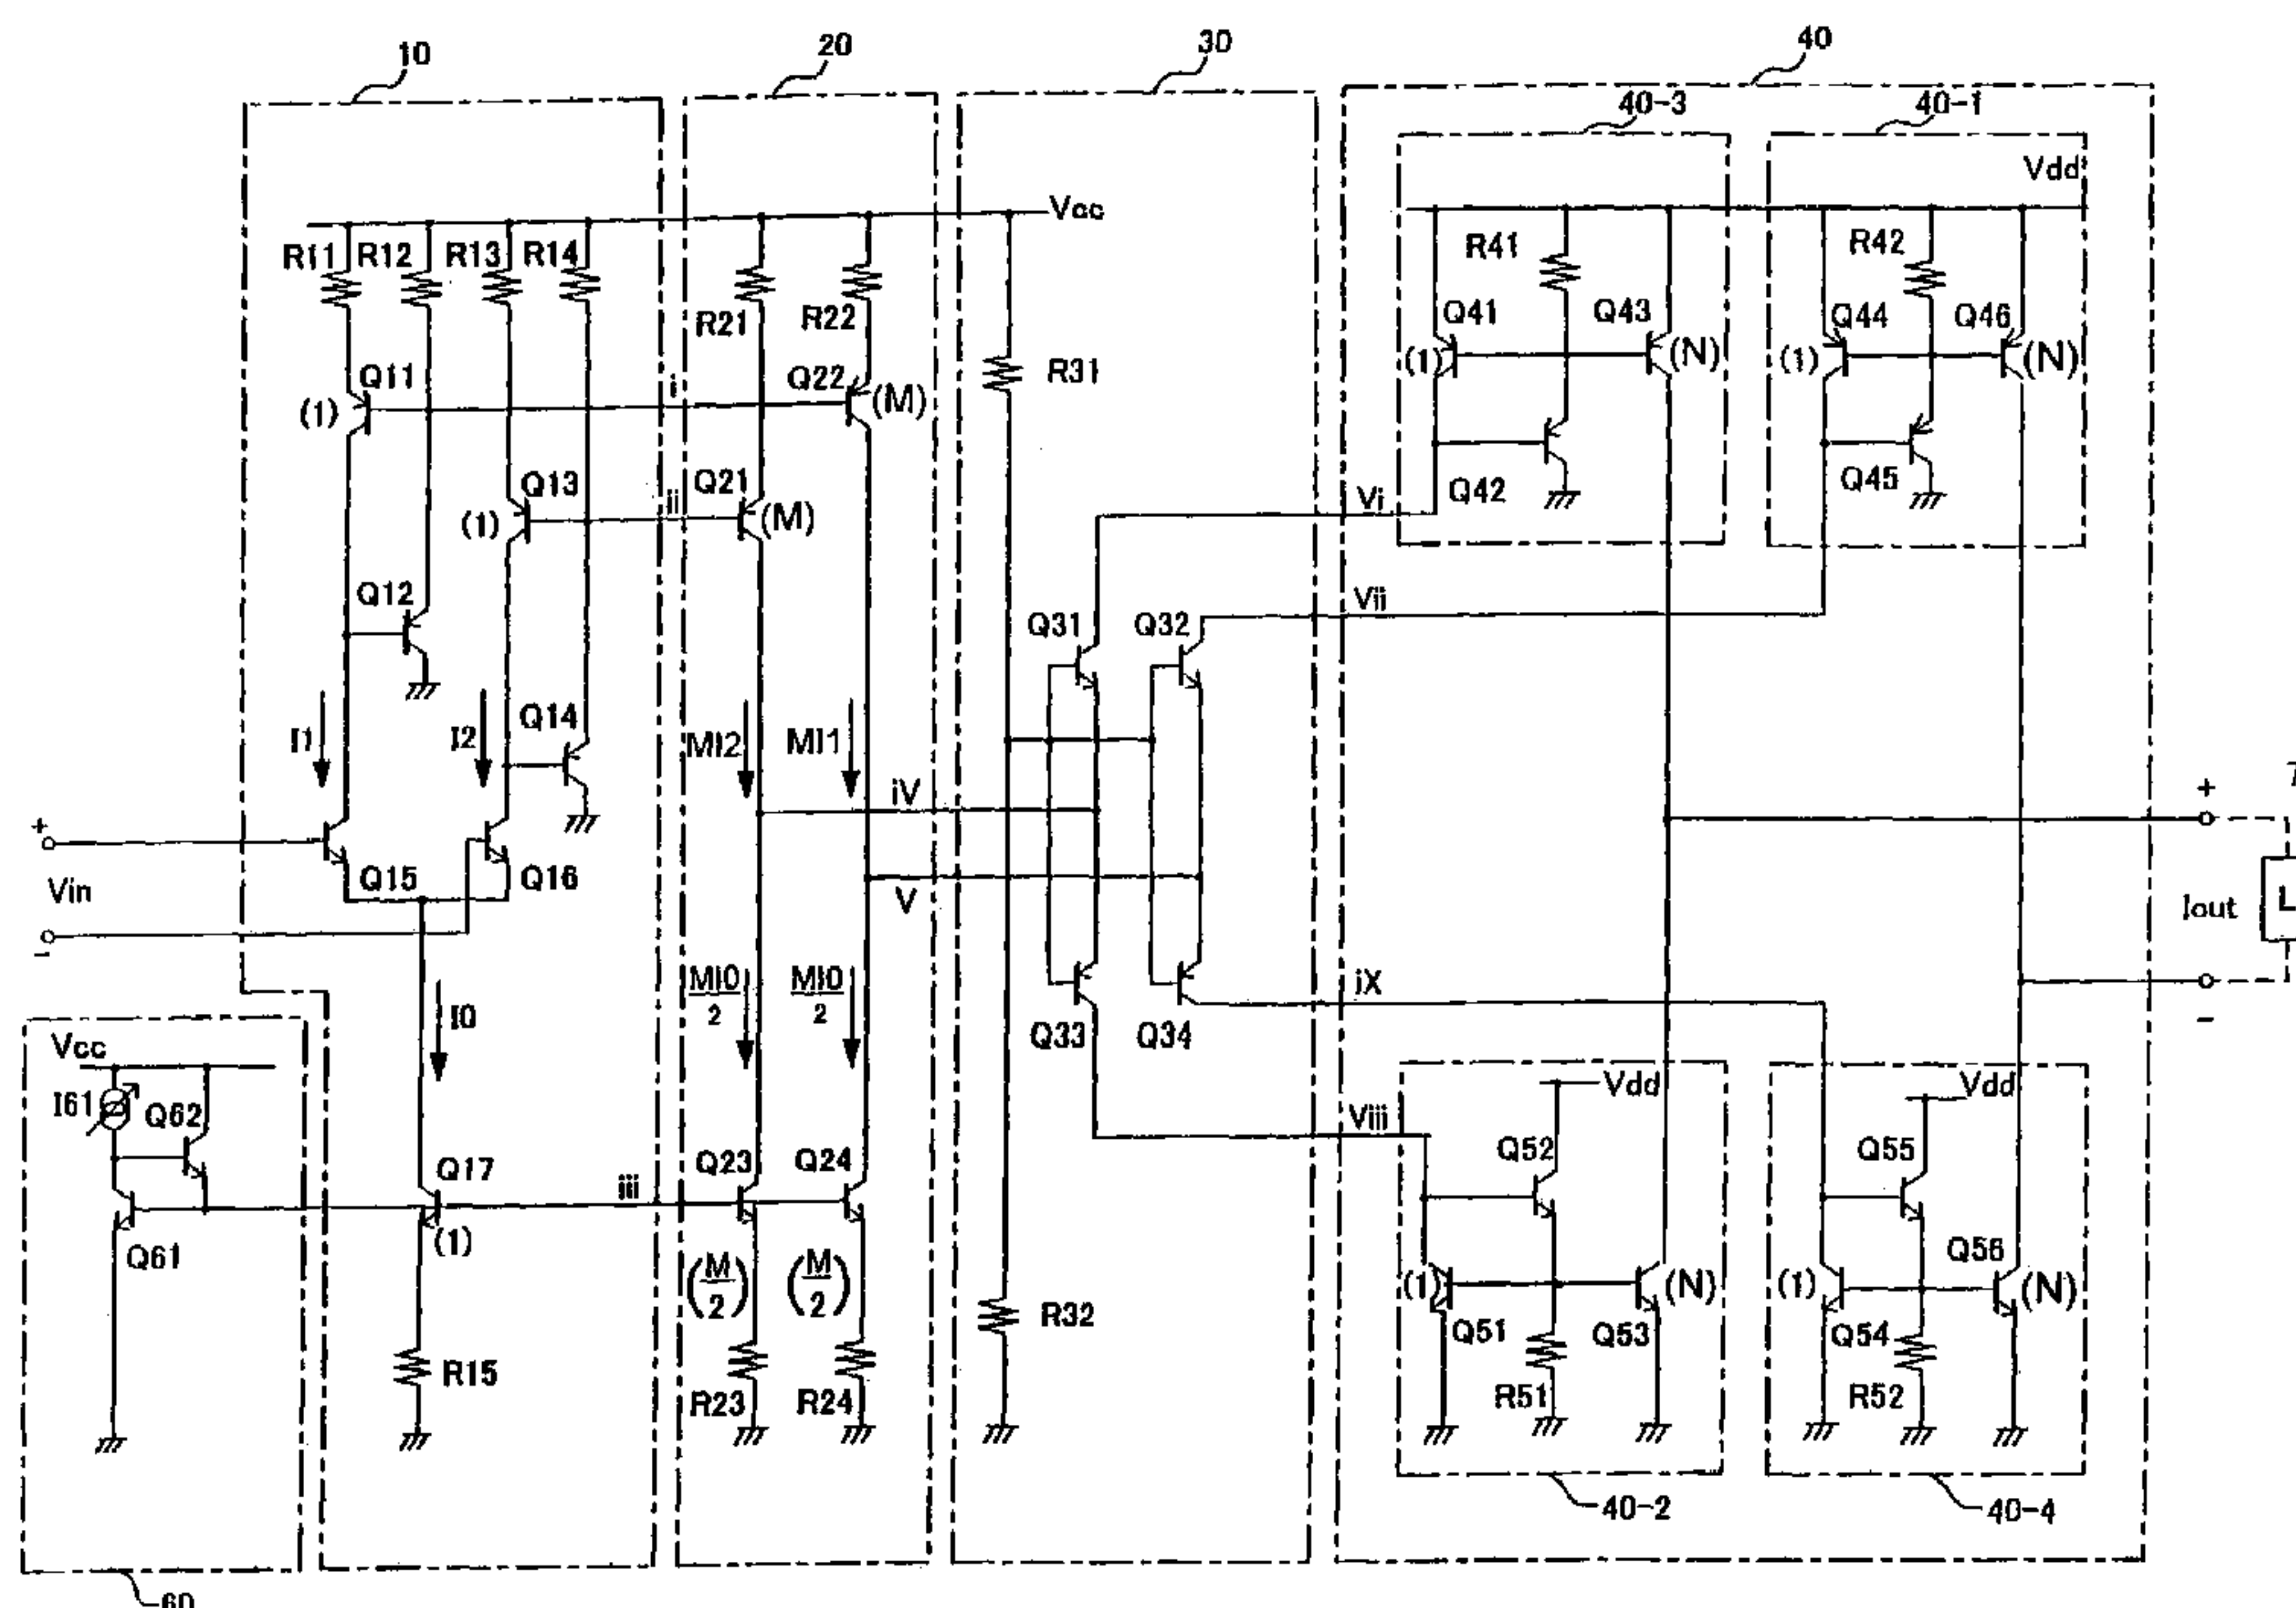 10
20
30
40
40-3
40-1
Vdd
Vcc
R11
R12
R13
R14
R21
R22
R41
R42
Q11
(1)
Q22
(M)
i
R31
Q41
(1)
Q43
(N)
Q44
(1)
Q46
(N)
Q13
(1)
ii
Q21
(M)
Vi
Q42
Q45
Q12
Vii
Q31
Q32
I1
I2
Q14
MI2
MI1
iV
+
+
Vin
Q15
Q16
V
Iout
L
-
-
I0
MI0
2
MI0
2
iX
Q33
Q34
Vcc
I61
Q62
Vdd
Vdd
Viii
Q52
Q55
Q17
(1)
iii
Q23
Q24
Q61
(M/2)
(M/2)
R32
(1)
Q51
(N)
Q53
(1)
Q54
Q56
(N)
R15
R23
R24
R51
R52
40-2
40-4
60